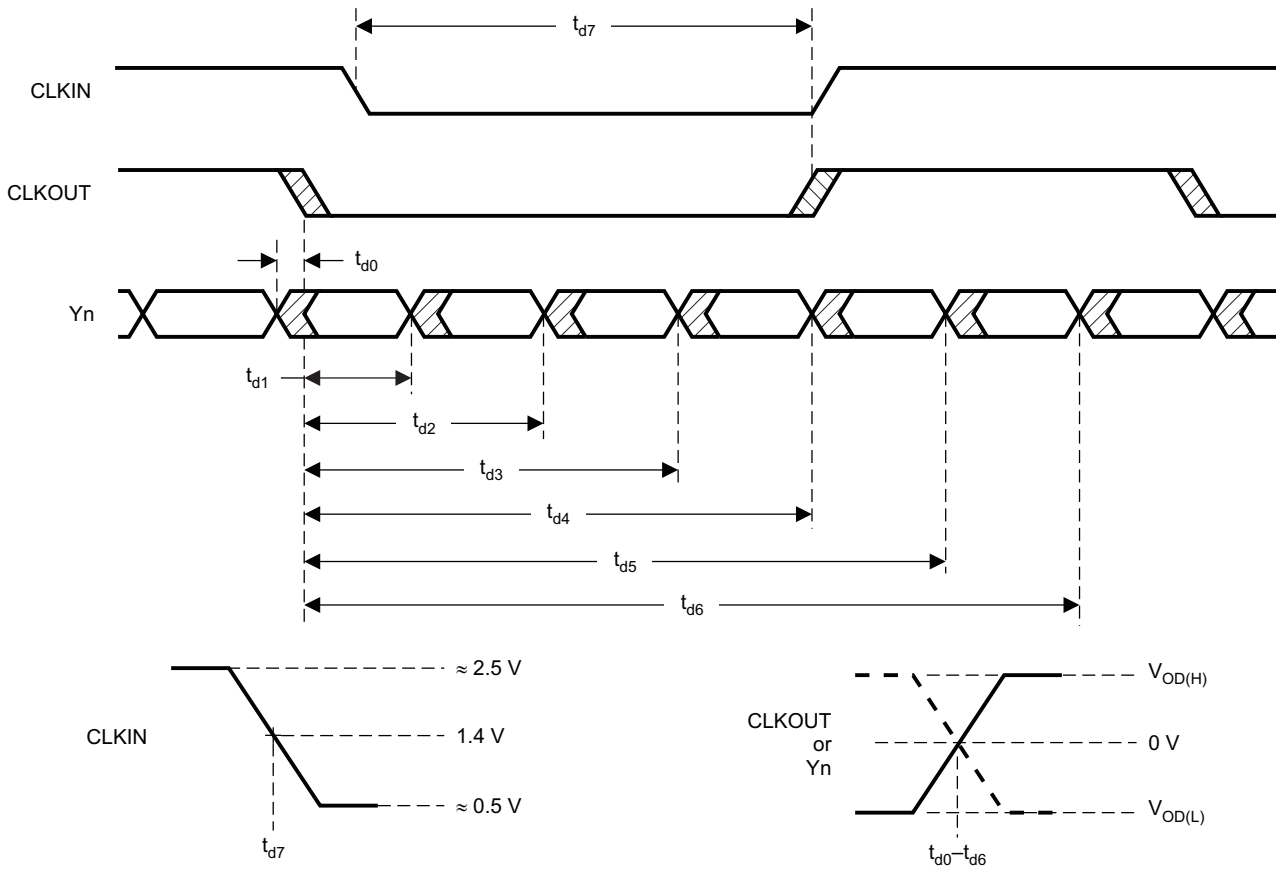 t_d7
CLKIN
CLKOUT
t_d0
Yn
t_d1
t_d2
t_d3
t_d4
t_d5
t_d6
≈ 2.5 V
CLKIN
1.4 V
≈ 0.5 V
t_d7
V_OD(H)
CLKOUT
or
Yn
0 V
V_OD(L)
t_d0–t_d6